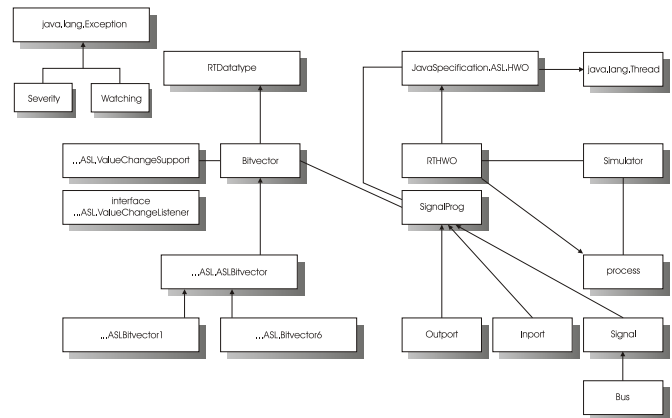 java.lang.Exception
Severity
Watching
RTDatatype
JavaSpecification.ASL.HWO
java.lang.Thread
...ASL.ValueChangeSupport
Bitvector
RTHWO
Simulator
interface
...ASL.ValueChangeListener
SignalProg
...ASL.ASLBitvector
process
...ASLBitvector1
...ASL.Bitvector6
Outport
Inport
Signal
Bus